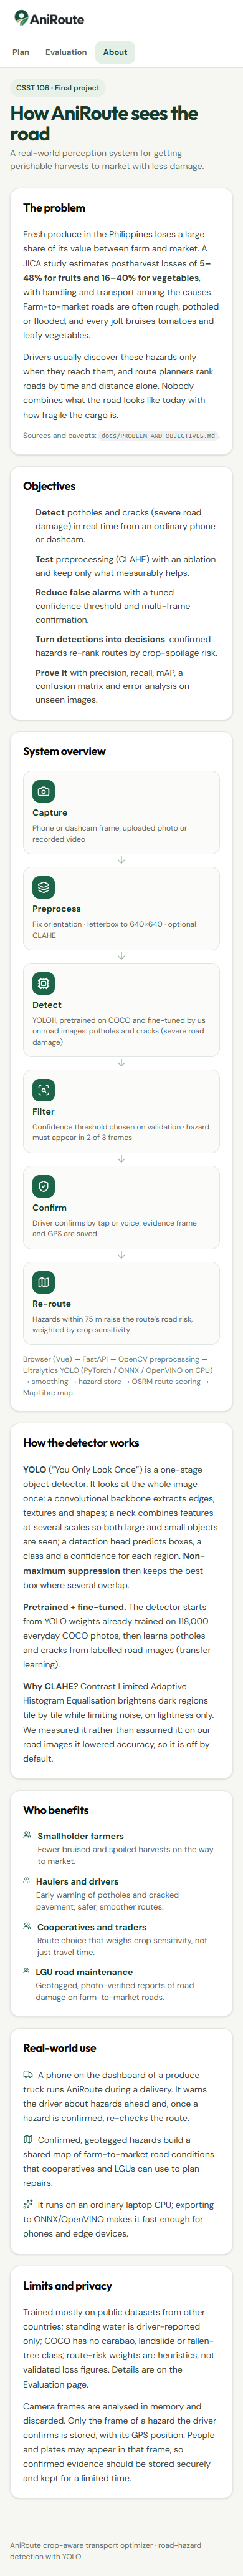 AniRoute
Plan Evaluation About
CSST 106 · Final project
How AniRoute sees the
road
A real-world perception system for getting
perishable harvests to market with less damage.
The problem
Fresh produce in the Philippines loses a large
share of its value between farm and market. A
JICA study estimates postharvest losses of 5–
48% for fruits and 16–40% for vegetables,
with handling and transport among the causes.
Farm-to-market roads are often rough, potholed
or flooded, and every jolt bruises tomatoes and
leafy vegetables.
Drivers usually discover these hazards only
when they reach them, and route planners rank
roads by time and distance alone. Nobody
combines what the road looks like today with
how fragile the cargo is.
Sources and caveats: docs/PROBLEM_AND_OBJECTIVES.md.
Objectives
Detect potholes and cracks (severe road
damage) in real time from an ordinary phone
or dashcam.
Test preprocessing (CLAHE) with an ablation
and keep only what measurably helps.
Reduce false alarms with a tuned
confidence threshold and multi-frame
confirmation.
Turn detections into decisions: confirmed
hazards re-rank routes by crop-spoilage risk.
Prove it with precision, recall, mAP, a
confusion matrix and error analysis on
unseen images.
System overview
Capture
Phone or dashcam frame, uploaded photo or
recorded video
Preprocess
Fix orientation · letterbox to 640×640 · optional
CLAHE
Detect
YOLO11, pretrained on COCO and fine-tuned by us
on road images: potholes and cracks (severe road
damage)
Filter
Confidence threshold chosen on validation · hazard
must appear in 2 of 3 frames
Confirm
Driver confirms by tap or voice; evidence frame
and GPS are saved
Re-route
Hazards within 75 m raise the route's road risk,
weighted by crop sensitivity
Browser (Vue) → FastAPI → OpenCV preprocessing →
Ultralytics YOLO (PyTorch / ONNX / OpenVINO on CPU)
→ smoothing → hazard store → OSRM route scoring →
MapLibre map.
How the detector works
YOLO (“You Only Look Once”) is a one-stage
object detector. It looks at the whole image
once: a convolutional backbone extracts edges,
textures and shapes; a neck combines features
at several scales so both large and small objects
are seen; a detection head predicts boxes, a
class and a confidence for each region. Non-
maximum suppression then keeps the best
box where several overlap.
Pretrained + fine-tuned. The detector starts
from YOLO weights already trained on 118,000
everyday COCO photos, then learns potholes
and cracks from labelled road images (transfer
learning).
Why CLAHE? Contrast Limited Adaptive
Histogram Equalisation brightens dark regions
tile by tile while limiting noise, on lightness only.
We measured it rather than assumed it: on our
road images it lowered accuracy, so it is off by
default.
Who benefits
Smallholder farmers
Fewer bruised and spoiled harvests on the way
to market.
Haulers and drivers
Early warning of potholes and cracked
pavement; safer, smoother routes.
Cooperatives and traders
Route choice that weighs crop sensitivity, not
just travel time.
LGU road maintenance
Geotagged, photo-verified reports of road
damage on farm-to-market roads.
Real-world use
A phone on the dashboard of a produce
truck runs AniRoute during a delivery. It warns
the driver about hazards ahead and, once a
hazard is confirmed, re-checks the route.
Confirmed, geotagged hazards build a
shared map of farm-to-market road conditions
that cooperatives and LGUs can use to plan
repairs.
It runs on an ordinary laptop CPU; exporting
to ONNX/OpenVINO makes it fast enough for
phones and edge devices.
Limits and privacy
Trained mostly on public datasets from other
countries; standing water is driver-reported
only; COCO has no carabao, landslide or fallen-
tree class; route-risk weights are heuristics, not
validated loss figures. Details are on the
Evaluation page.
Camera frames are analysed in memory and
discarded. Only the frame of a hazard the driver
confirms is stored, with its GPS position. People
and plates may appear in that frame, so
confirmed evidence should be stored securely
and kept for a limited time.
AniRoute crop-aware transport optimizer · road-hazard
detection with YOLO